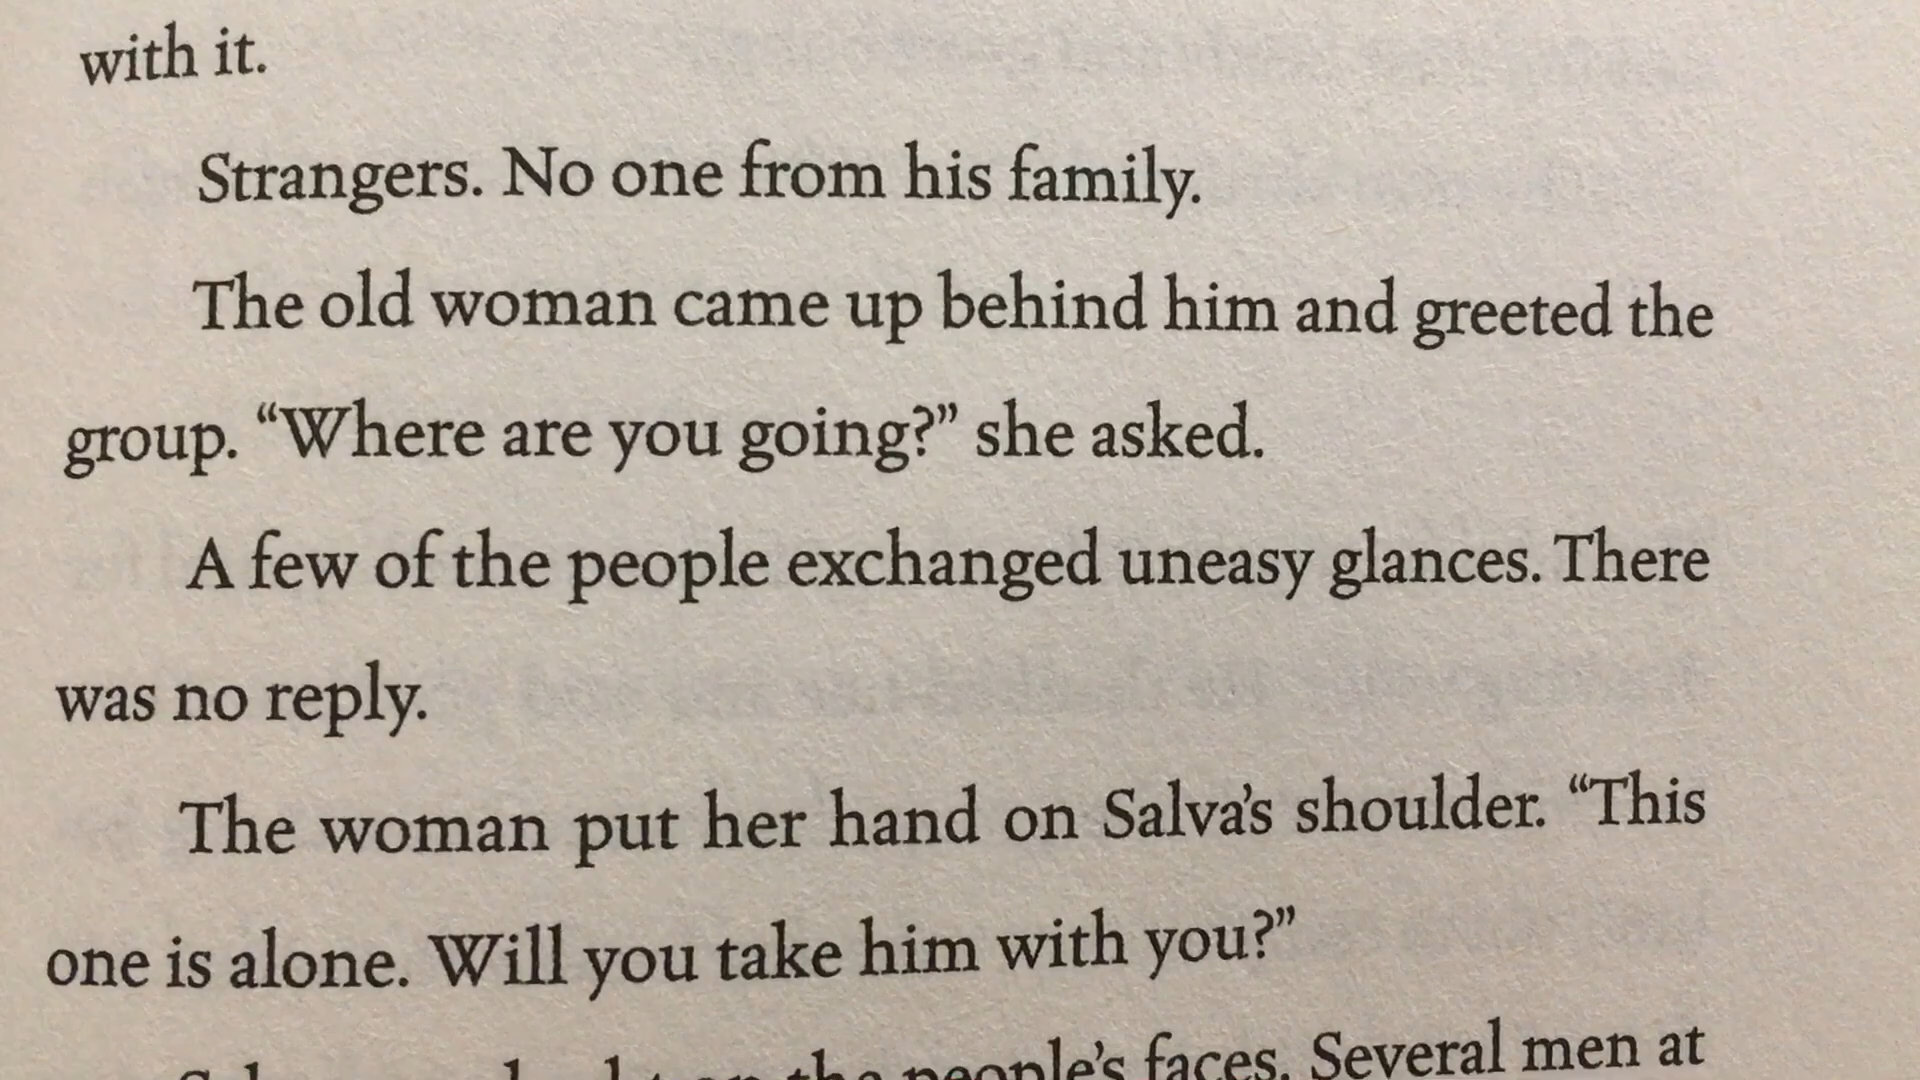 with it.
Strangers. No one from his family.
The old woman came up behind him and greeted the
group. “Where are you going?” she asked.
A few of the people exchanged uneasy glances. There
was no reply.
The woman put her hand on Salva’s shoulder. “This
one is alone. Will you take him with you?”
the people’s faces. Several men at